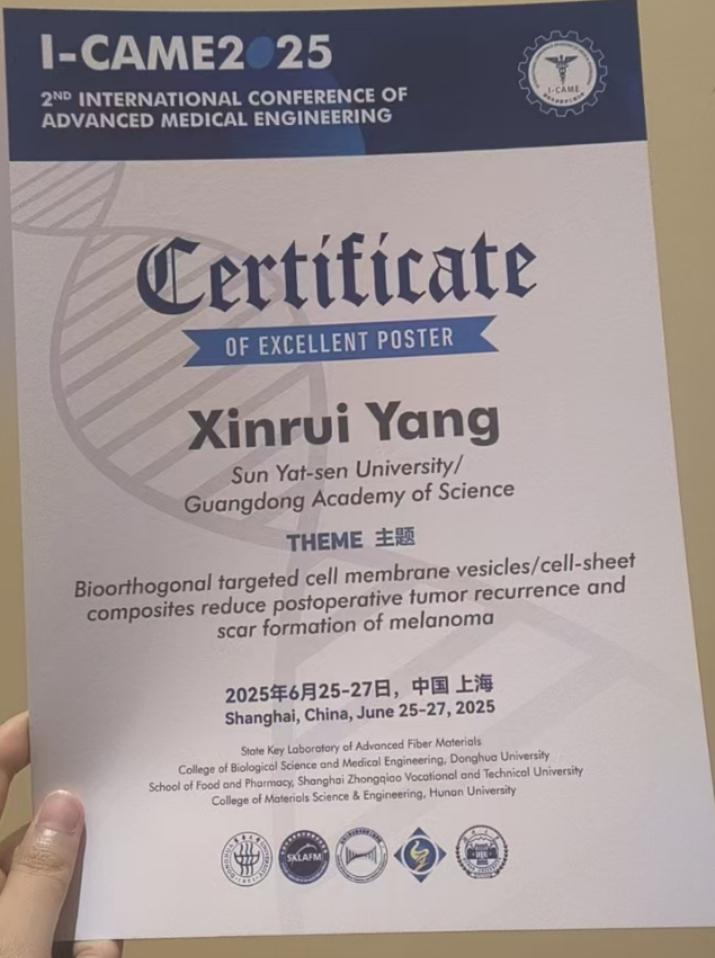 I-CAME2025
2ND INTERNATIONAL CONFERENCE OF
ADVANCED MEDICAL ENGINEERING
I-CAME
Certificate
OF EXCELLENT POSTER
Xinrui Yang
Sun Yat-sen University/
Guangdong Academy of Science
THEME 主题
Bioorthogonal targeted cell membrane vesicles/cell-sheet
composites reduce postoperative tumor recurrence and
scar formation of melanoma
2025年6月25-27日，中国 上海
Shanghai, China, June 25-27, 2025
State Key Laboratory of Advanced Fiber Materials
College of Biological Science and Medical Engineering, Donghua University
School of Food and Pharmacy, Shanghai Zhongqiao Vocational and Technical University
College of Materials Science & Engineering, Hunan University
SKLAFM